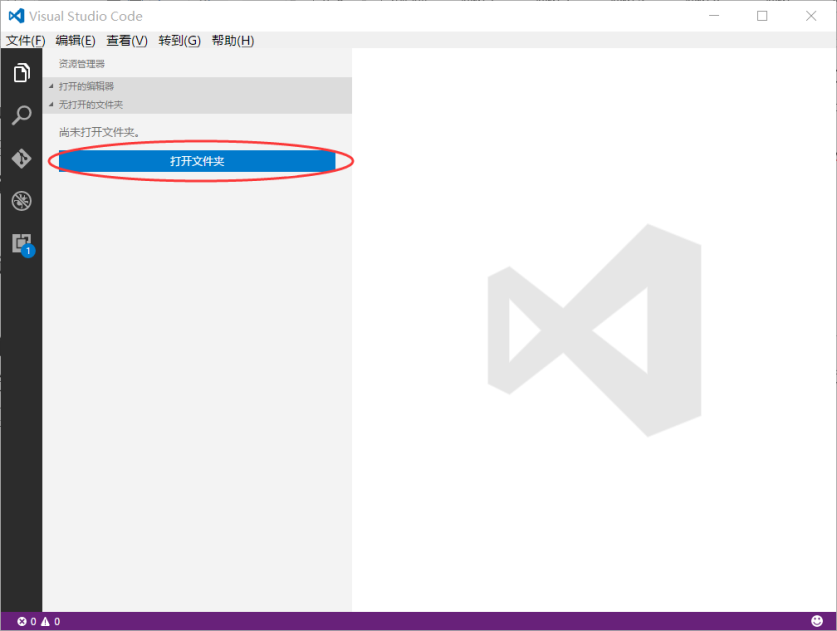 Visual Studio Code
文件(F) 编辑(E) 查看(V) 转到(G) 帮助(H)
资源管理器
打开的编辑器
无打开的文件夹
尚未打开文件夹。
打开文件夹
1
0 0